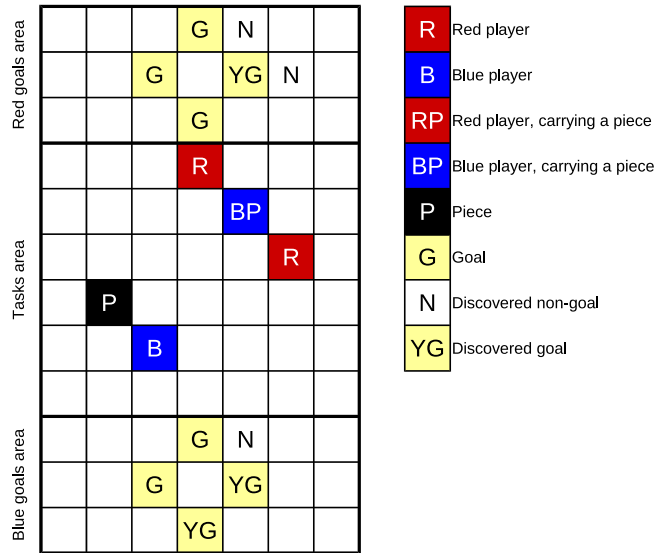 Red goals area
G N
G YG N
G
Tasks area
R
BP
R
P
B
Blue goals area
G N
G YG
YG
R Red player
B Blue player
RP Red player, carrying a piece
BP Blue player, carrying a piece
P Piece
G Goal
N Discovered non-goal
YG Discovered goal